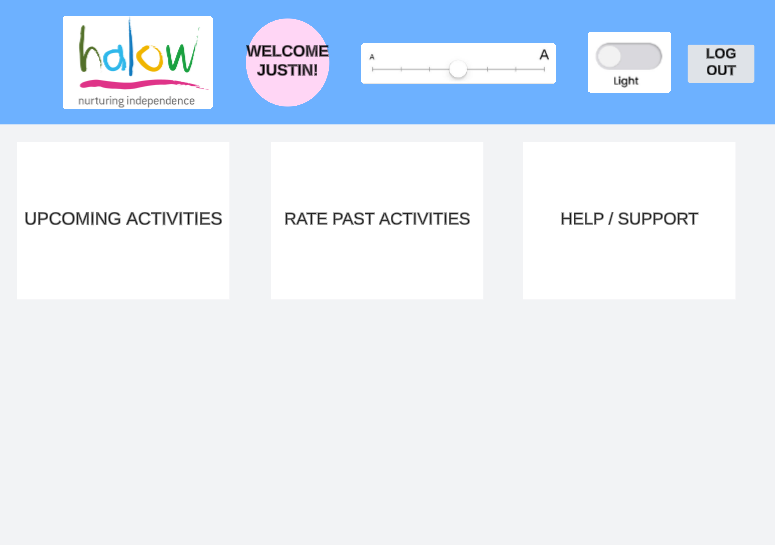 halow
nurturing independence
WELCOME
JUSTIN!
A
A
Light
LOG
OUT
UPCOMING ACTIVITIES
RATE PAST ACTIVITIES
HELP / SUPPORT